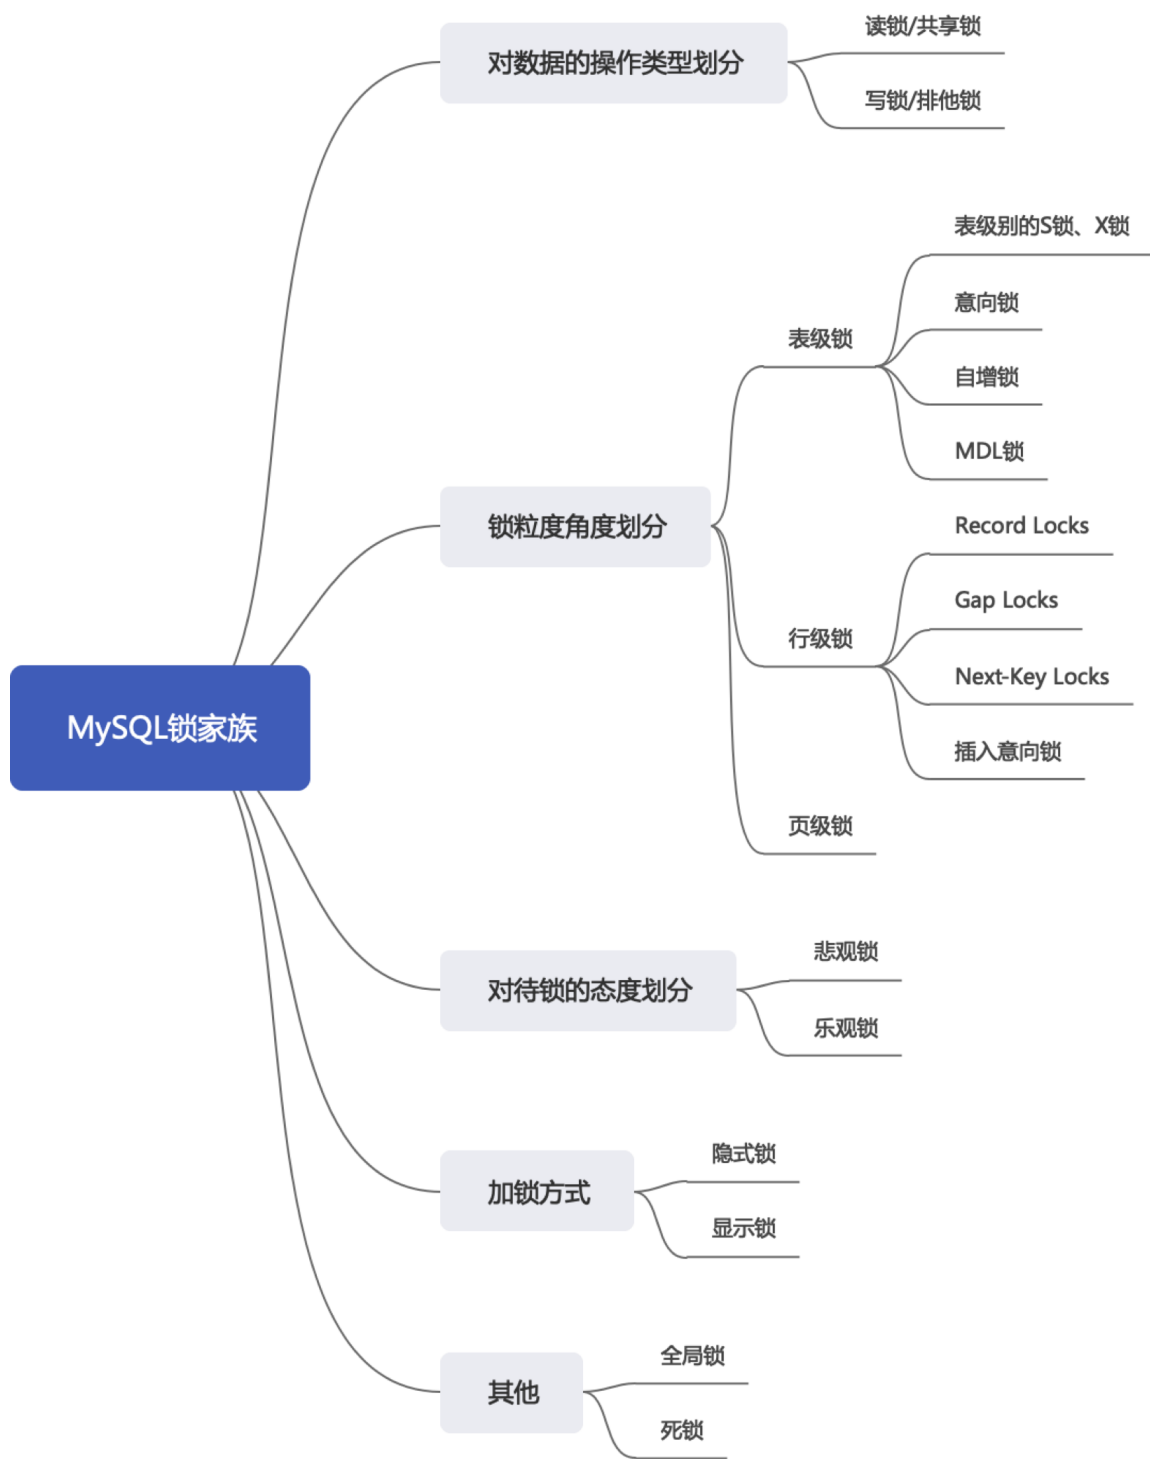 MySQL锁家族
对数据的操作类型划分
读锁/共享锁
写锁/排他锁
锁粒度角度划分
表级锁
表级别的S锁、X锁
意向锁
自增锁
MDL锁
行级锁
Record Locks
Gap Locks
Next-Key Locks
插入意向锁
页级锁
对待锁的态度划分
悲观锁
乐观锁
加锁方式
隐式锁
显示锁
其他
全局锁
死锁